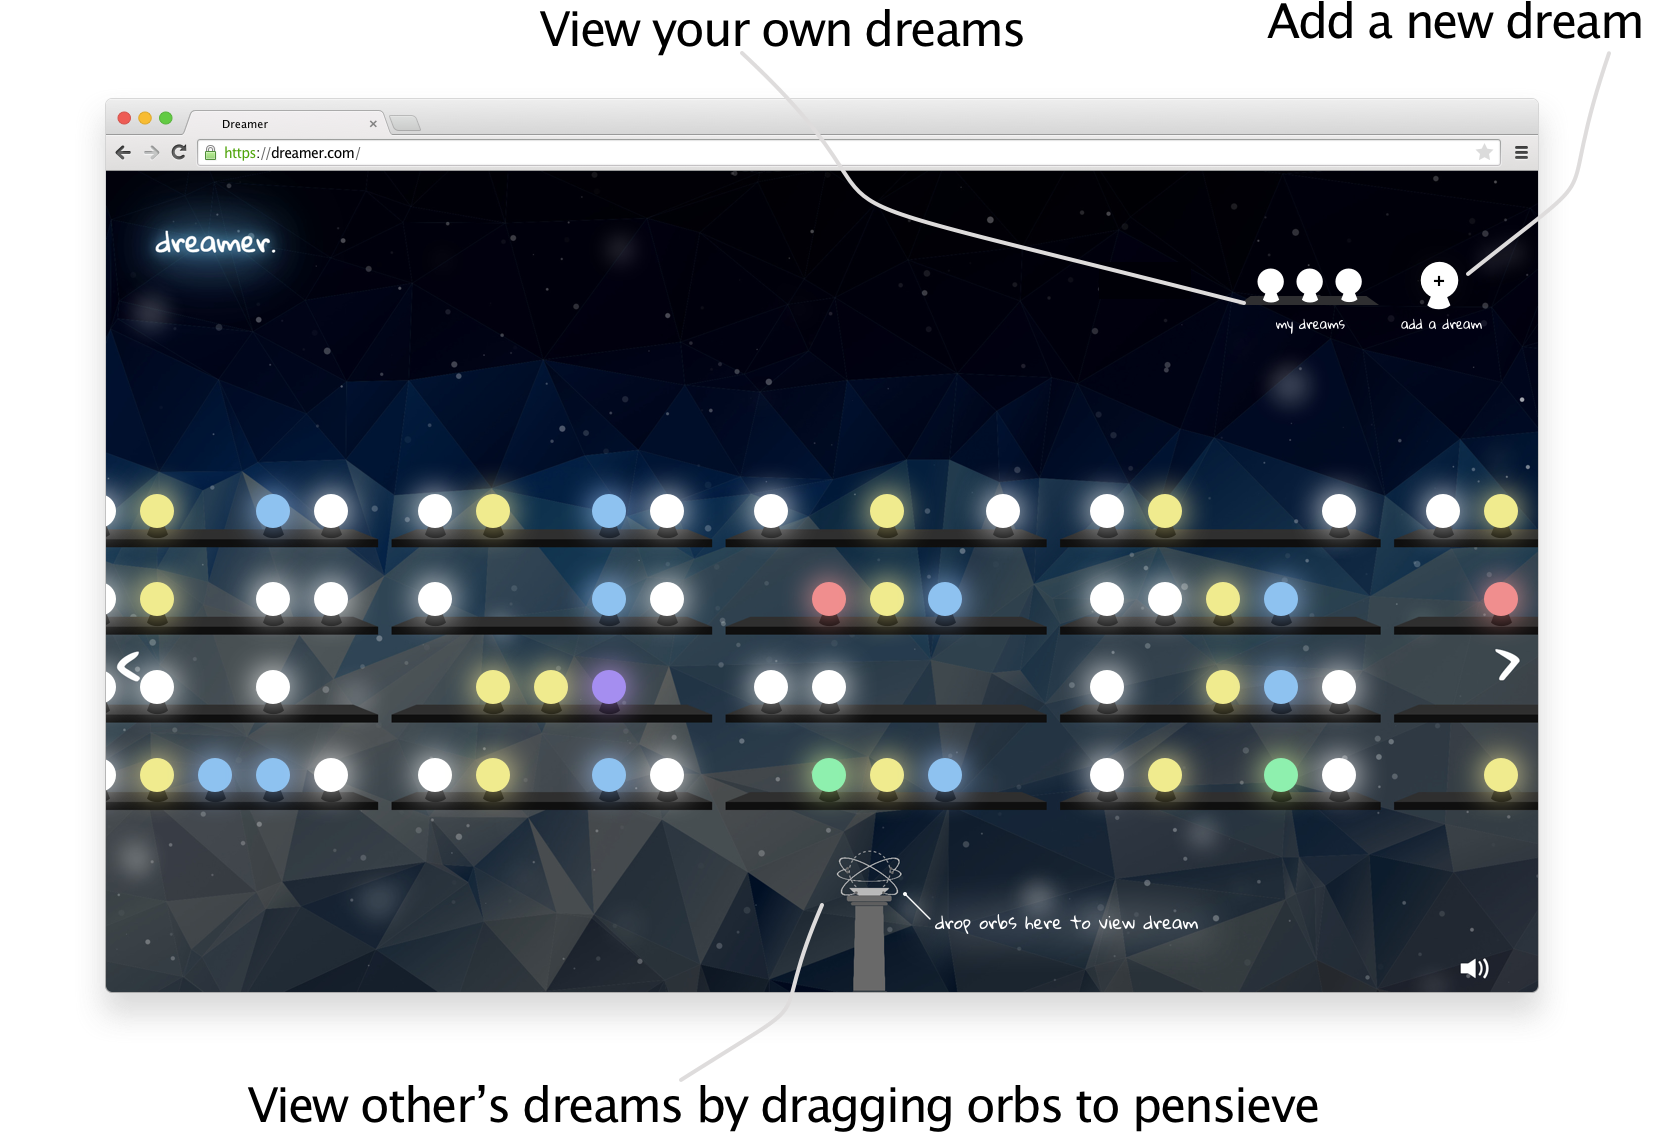 View your own dreams
Add a new dream
Dreamer
https://dreamer.com/
dreamer.
my dreams
add a dream
drop orbs here to view dream
View other’s dreams by dragging orbs to pensieve